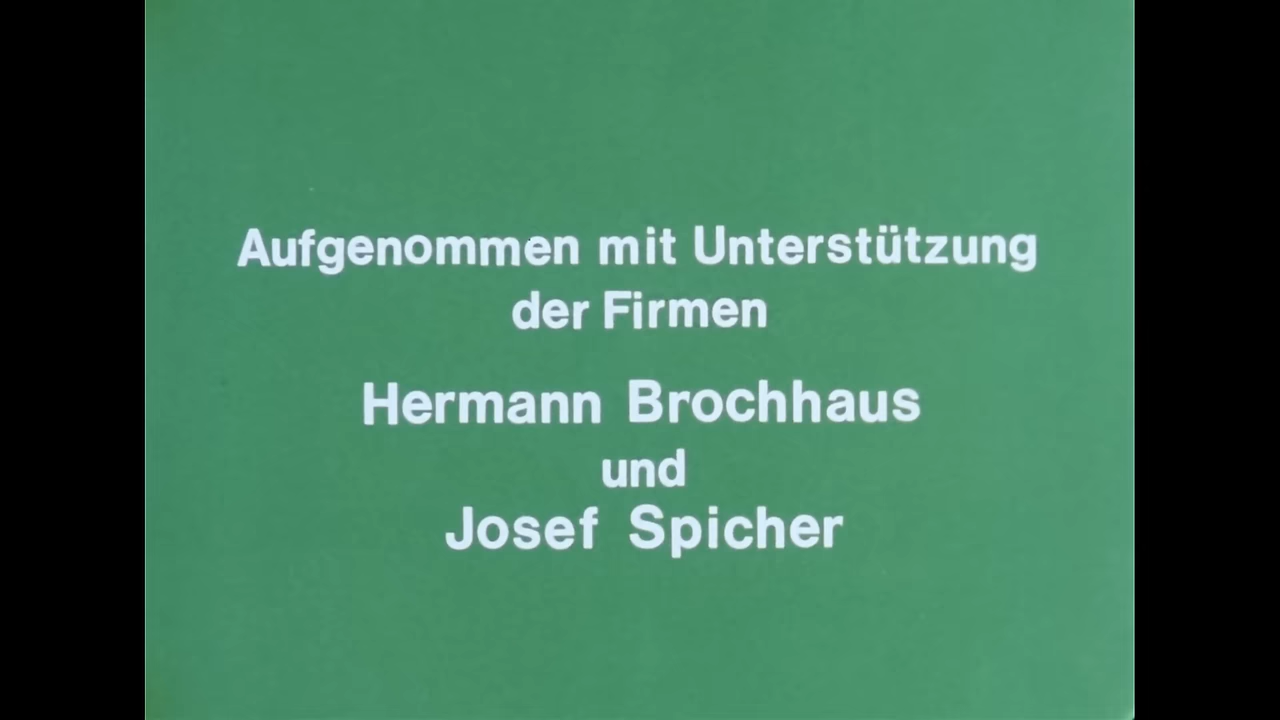 Aufgenommen mit Unterstützung
der Firmen
Hermann Brochhaus
und
Josef Spicher